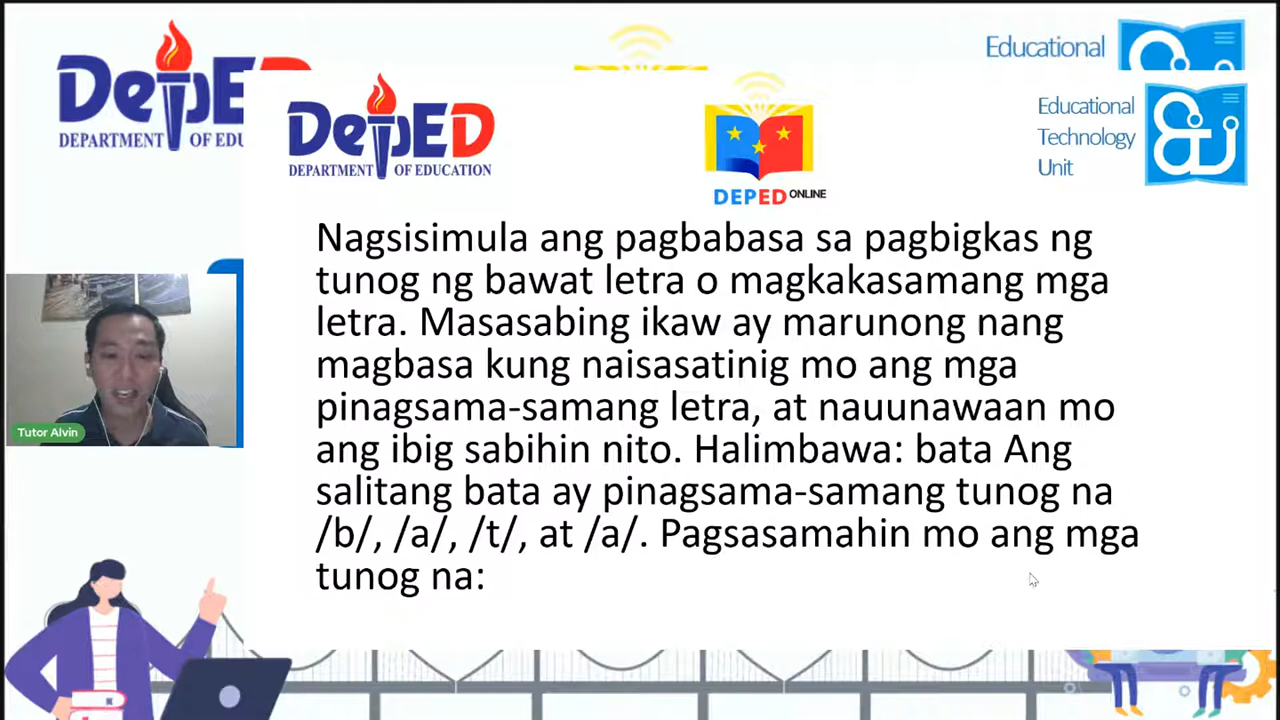 DepED
DEPARTMENT OF EDU
Educational
DepED
DEPARTMENT OF EDUCATION
DEPED ONLINE
Educational
Technology
Unit
Nagsisimula ang pagbabasa sa pagbigkas ng
tunog ng bawat letra o magkakasamang mga
letra. Masasabing ikaw ay marunong nang
magbasa kung naisasatinig mo ang mga
pinagsama-samang letra, at nauunawaan mo
ang ibig sabihin nito. Halimbawa: bata Ang
salitang bata ay pinagsama-samang tunog na
/b/, /a/, /t/, at /a/. Pagsasamahin mo ang mga
tunog na:
Tutor Alvin